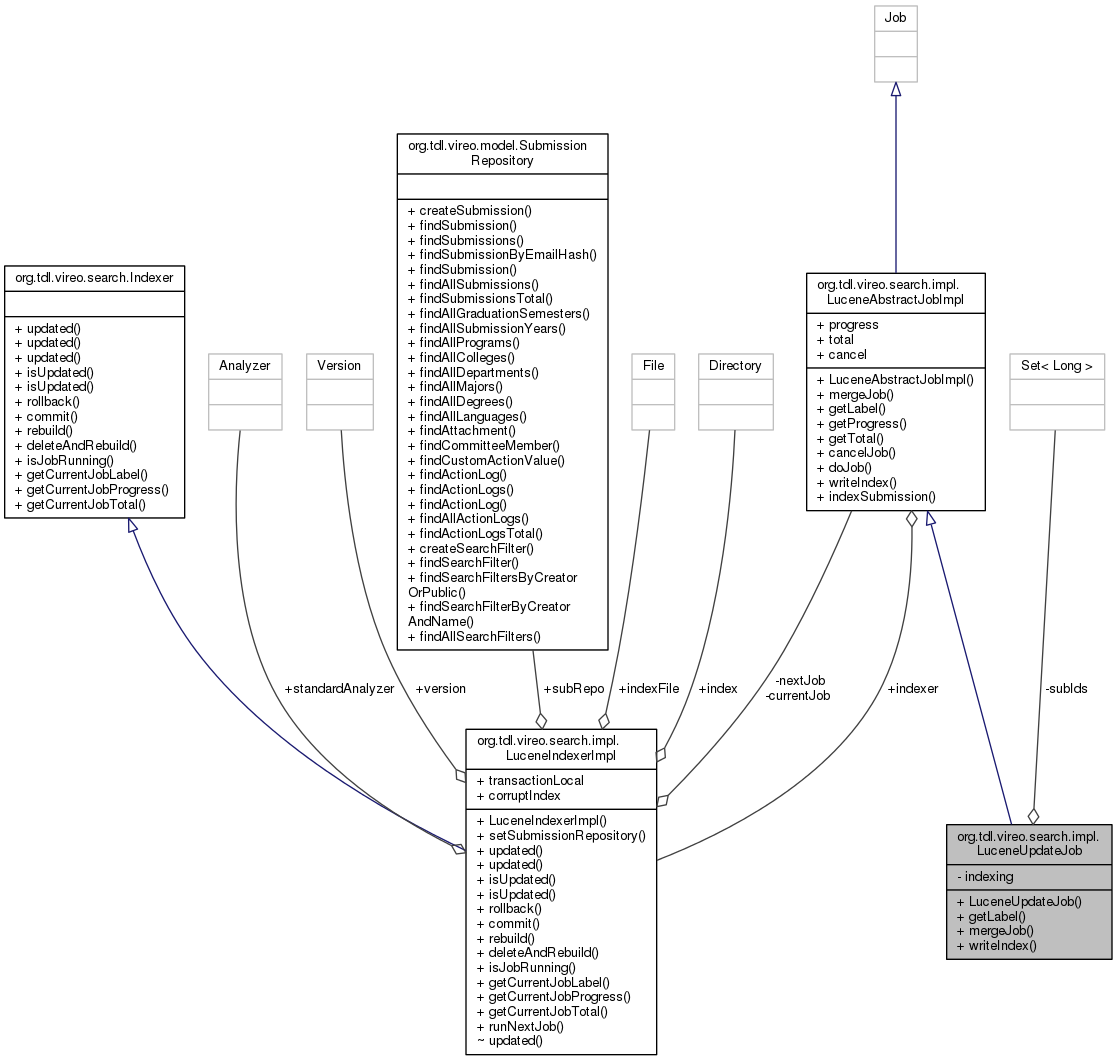 Job
org.tdl.vireo.model.Submission
Repository
+ createSubmission()
+ findSubmission()
+ findSubmissions()
+ findSubmissionByEmailHash()
+ findSubmission()
+ findAllSubmissions()
+ findSubmissionsTotal()
+ findAllGraduationSemesters()
+ findAllSubmissionYears()
+ findAllPrograms()
+ findAllColleges()
+ findAllDepartments()
+ findAllMajors()
+ findAllDegrees()
+ findAllLanguages()
+ findAttachment()
+ findCommitteeMember()
+ findCustomActionValue()
+ findActionLog()
+ findActionLogs()
+ findActionLog()
+ findAllActionLogs()
+ findActionLogsTotal()
+ createSearchFilter()
+ findSearchFilter()
+ findSearchFiltersByCreator
OrPublic()
+ findSearchFilterByCreator
AndName()
+ findAllSearchFilters()
org.tdl.vireo.search.Indexer
+ updated()
+ updated()
+ updated()
+ isUpdated()
+ isUpdated()
+ rollback()
+ commit()
+ rebuild()
+ deleteAndRebuild()
+ isJobRunning()
+ getCurrentJobLabel()
+ getCurrentJobProgress()
+ getCurrentJobTotal()
Analyzer
Version
File
Directory
org.tdl.vireo.search.impl.
LuceneAbstractJobImpl
+ progress
+ total
+ cancel
+ LuceneAbstractJobImpl()
+ mergeJob()
+ getLabel()
+ getProgress()
+ getTotal()
+ cancelJob()
+ doJob()
+ writeIndex()
+ indexSubmission()
Set< Long >
+standardAnalyzer
+version
+subRepo
+indexFile
+index
-nextJob
-currentJob
+indexer
-subIds
org.tdl.vireo.search.impl.
LuceneIndexerImpl
+ transactionLocal
+ corruptIndex
+ LuceneIndexerImpl()
+ setSubmissionRepository()
+ updated()
+ updated()
+ isUpdated()
+ isUpdated()
+ rollback()
+ commit()
+ rebuild()
+ deleteAndRebuild()
+ isJobRunning()
+ getCurrentJobLabel()
+ getCurrentJobProgress()
+ getCurrentJobTotal()
+ runNextJob()
~ updated()
org.tdl.vireo.search.impl.
LuceneUpdateJob
- indexing
+ LuceneUpdateJob()
+ getLabel()
+ mergeJob()
+ writeIndex()